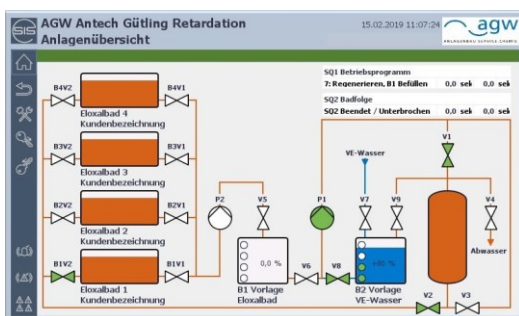 SIS
AGW Antech Gütling Retardation
Anlagenübersicht
15.02.2019 11:07:24
agw
SQ1 Betriebsprogramm
7: Regenerieren, B1 Befüllen 0,0 sek 0,0 sek
SQ2 Badfolge
SQ2 Beendet / Unterbrochen 0,0 sek 0,0 sek
B4V2
B4V1
Eloxalbad 4
Kundenbezeichnung
B3V2
B3V1
Eloxalbad 3
Kundenbezeichnung
B2V2
B2V1
Eloxalbad 2
Kundenbezeichnung
B1V2
B1V1
Eloxalbad 1
Kundenbezeichnung
P2
V5
0,0 %
B1 Vorlage
Eloxalbad
V6
P1
V8
VE-Wasser
V7
V9
B2 Vorlage
VE-Wasser
V1
V4
Abwasser
V2
V3